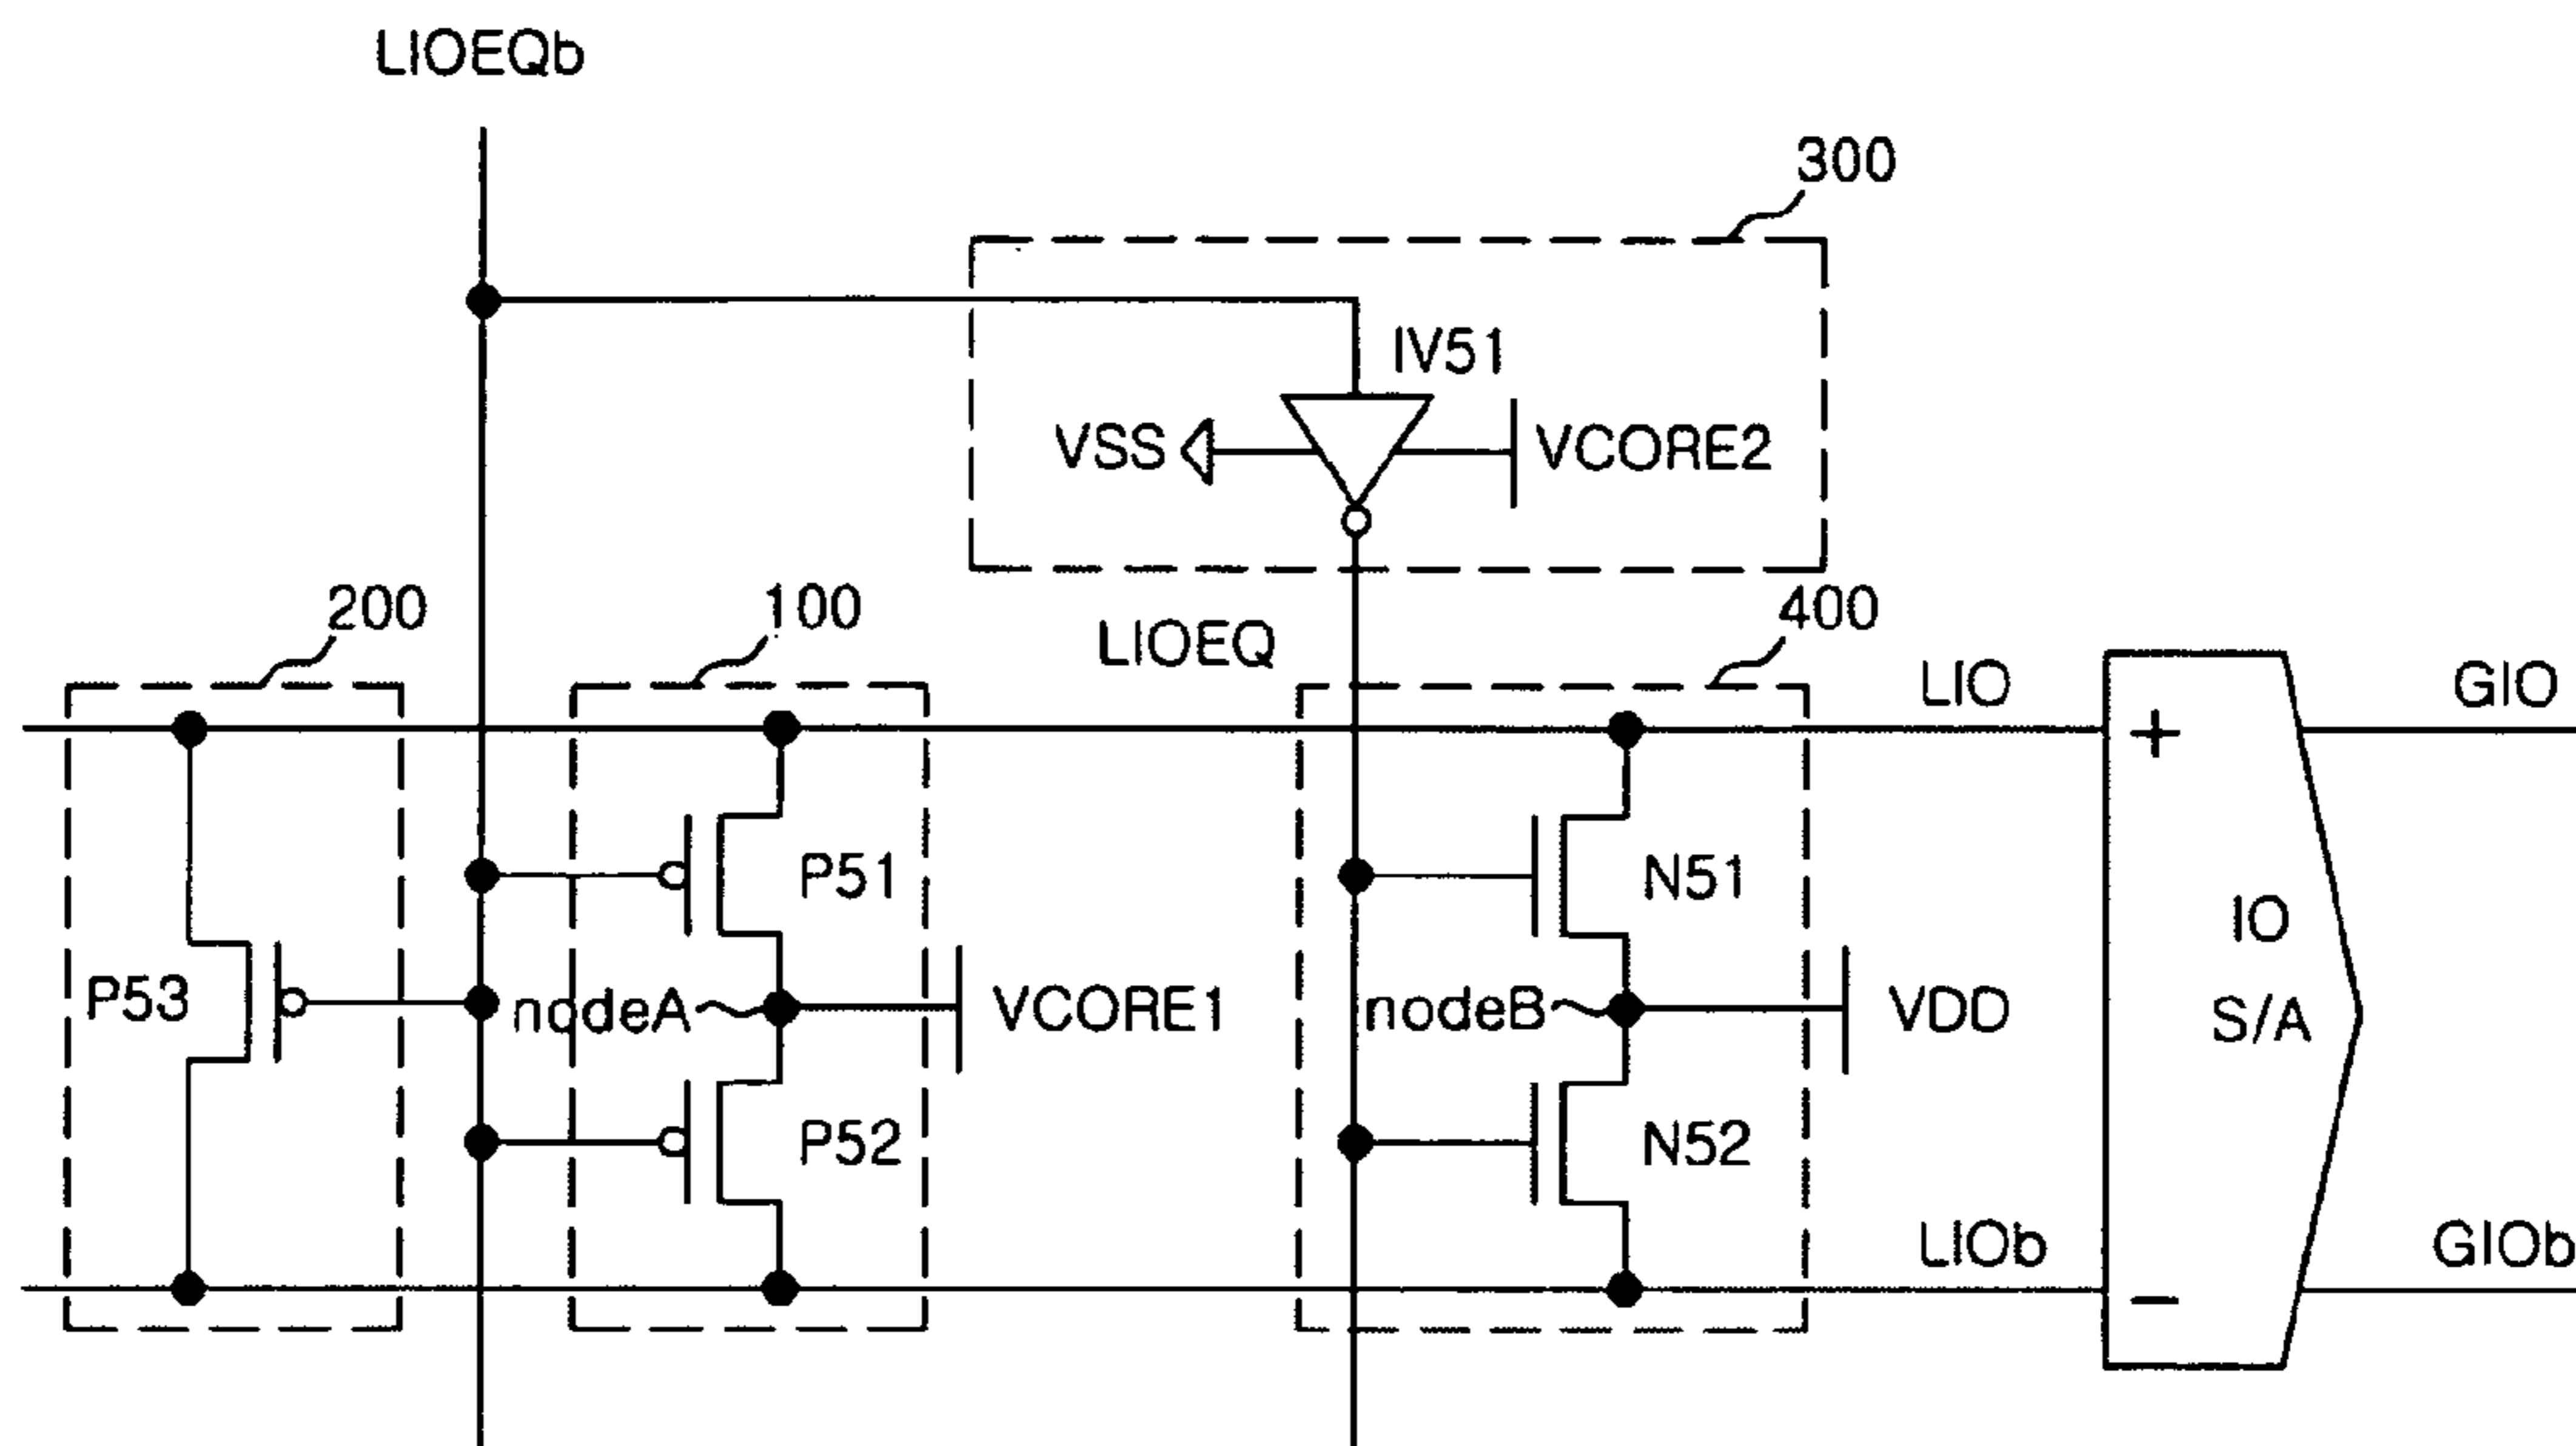 LIOEQb
300
IV51
VSS
VCORE2
200
100
LIOEQ
400
LIO
GIO
+
P51
N51
IO
S/A
P53
nodeA
VCORE1
nodeB
VDD
P52
N52
LIOb
GIOb
−